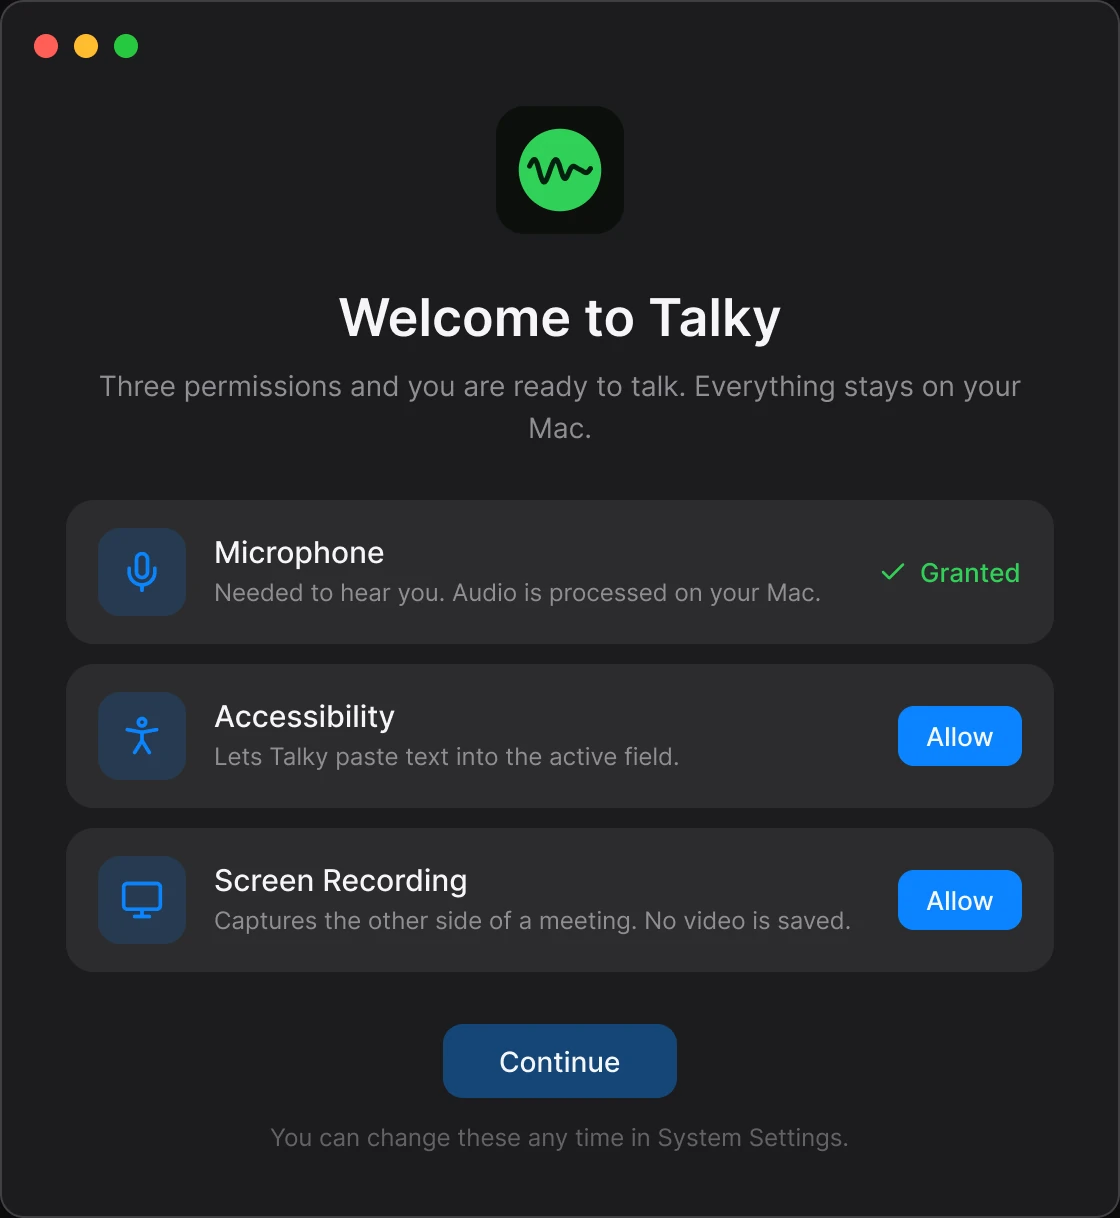 Welcome to Talky
Three permissions and you are ready to talk. Everything stays on your
Mac.
Microphone
Needed to hear you. Audio is processed on your Mac.
Granted
Accessibility
Lets Talky paste text into the active field.
Allow
Screen Recording
Captures the other side of a meeting. No video is saved.
Allow
Continue
You can change these any time in System Settings.